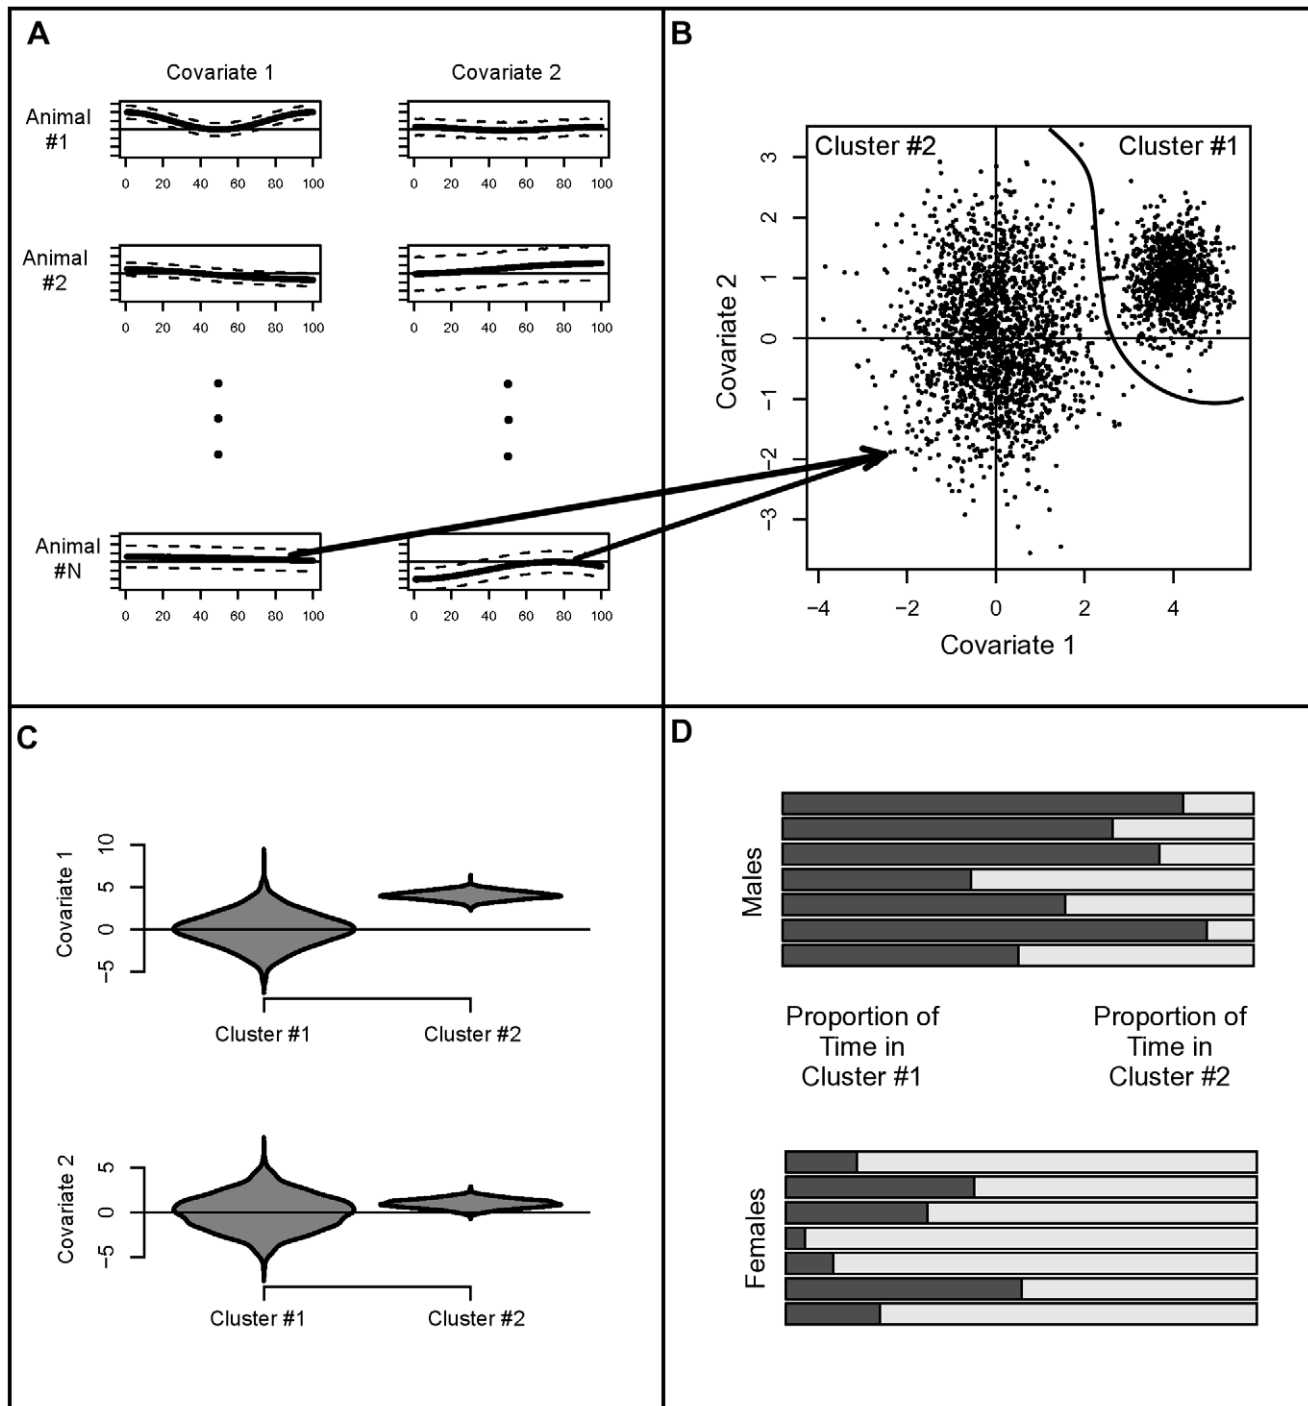 A
Covariate 1
Covariate 2
Animal
#1
0 20 40 60 80 100
0 20 40 60 80 100
Animal
#2
0 20 40 60 80 100
0 20 40 60 80 100
Animal
#N
0 20 40 60 80 100
0 20 40 60 80 100
B
Cluster #2
Cluster #1
Covariate 2
3
2
1
0
−1
−2
−3
−4 −2 0 2 4
Covariate 1
C
Covariate 1
10
5
0
−5
Cluster #1
Cluster #2
Covariate 2
5
0
−5
Cluster #1
Cluster #2
D
Males
Proportion of
Time in
Cluster #1
Proportion of
Time in
Cluster #2
Females